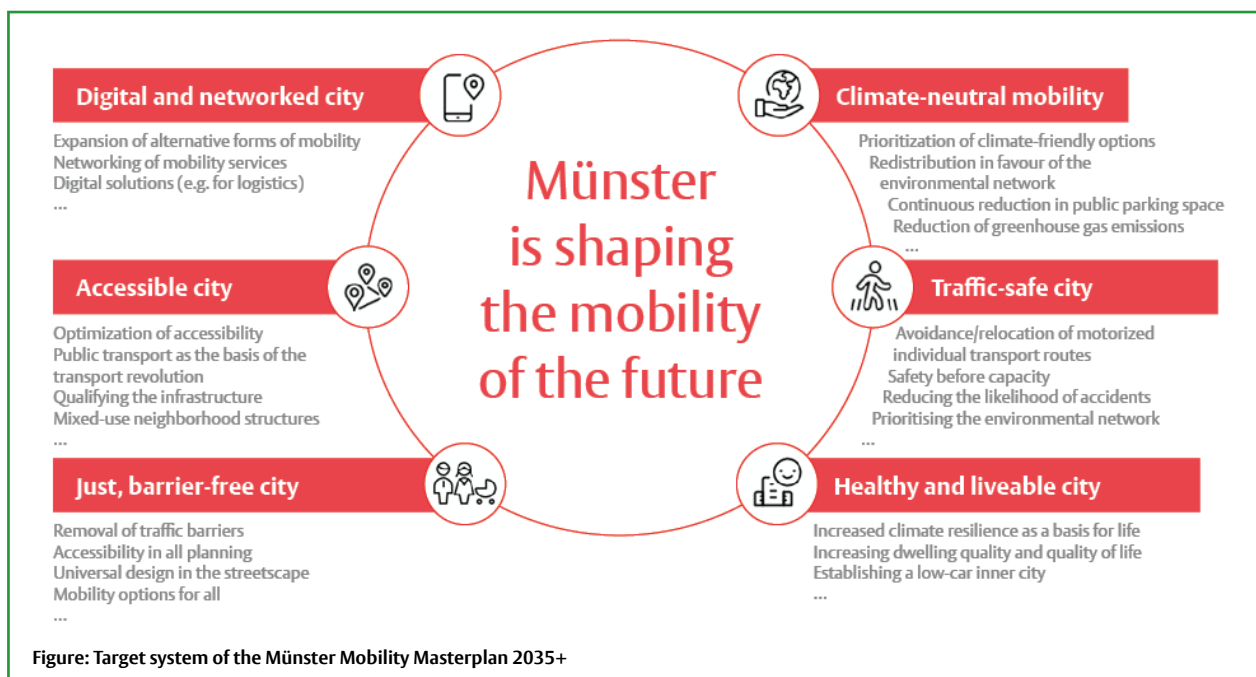 Digital and networked city
Expansion of alternative forms of mobility
Networking of mobility services
Digital solutions (e.g. for logistics)
...
Accessible city
Optimization of accessibility
Public transport as the basis of the
transport revolution
Qualifying the infrastructure
Mixed-use neighborhood structures
...
Just, barrier-free city
Removal of traffic barriers
Accessibility in all planning
Universal design in the streetscape
Mobility options for all
...
Münster
is shaping
the mobility
of the future
Climate-neutral mobility
Prioritization of climate-friendly options
Redistribution in favour of the
environmental network
Continuous reduction in public parking space
Reduction of greenhouse gas emissions
...
Traffic-safe city
Avoidance/relocation of motorized
individual transport routes
Safety before capacity
Reducing the likelihood of accidents
Prioritising the environmental network
...
Healthy and liveable city
Increased climate resilience as a basis for life
Increasing dwelling quality and quality of life
Establishing a low-car inner city
...
Figure: Target system of the Münster Mobility Masterplan 2035+